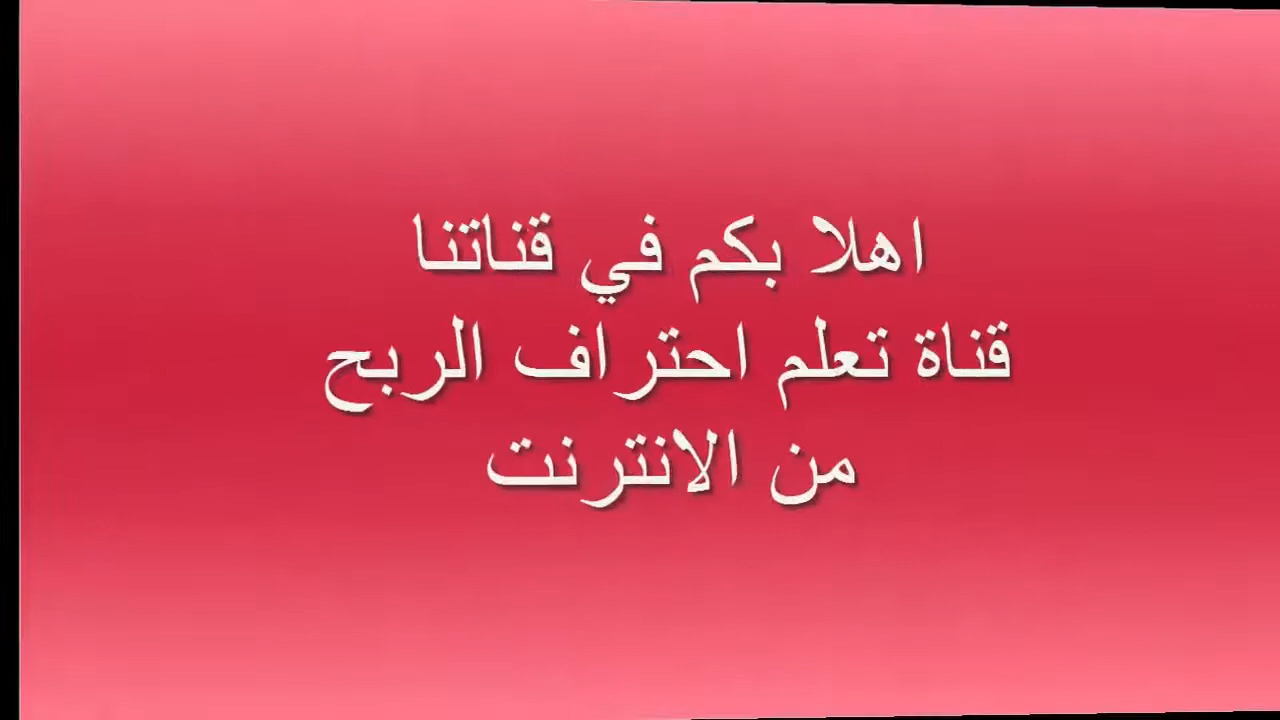 اهلا بكم في قناتنا
قناة تعلم احتراف الربح
من الانترنت